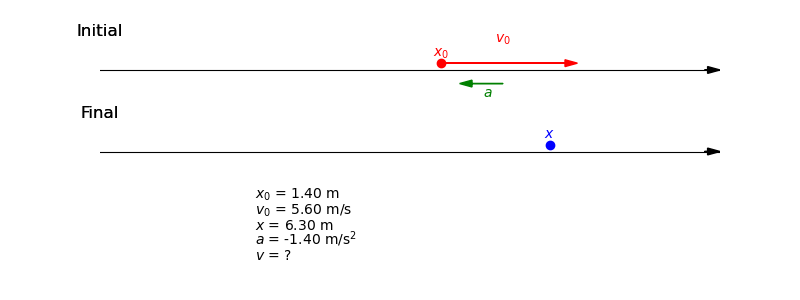 Initial
v₀
x₀
a
Final
x
x₀ = 1.40 m
v₀ = 5.60 m/s
x = 6.30 m
a = -1.40 m/s²
v = ?